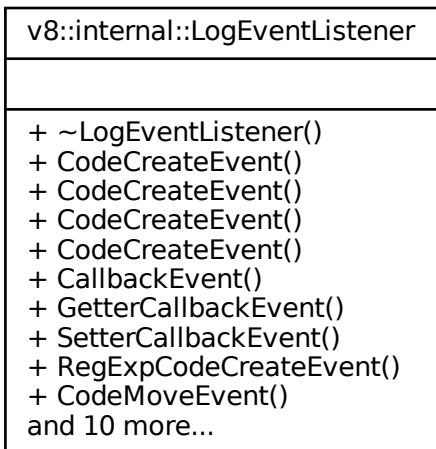 v8::internal::LogEventListener
+ ~LogEventListener()
+ CodeCreateEvent()
+ CodeCreateEvent()
+ CodeCreateEvent()
+ CodeCreateEvent()
+ CallbackEvent()
+ GetterCallbackEvent()
+ SetterCallbackEvent()
+ RegExpCodeCreateEvent()
+ CodeMoveEvent()
and 10 more...